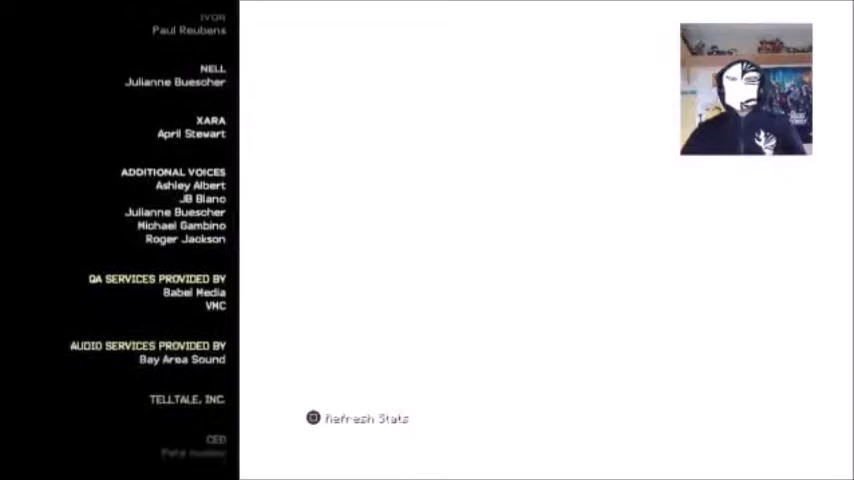 IVOR
Paul Reubens
NELL
Julianne Buescher
XARA
April Stewart
ADDITIONAL VOICES
Ashley Albert
JB Blanc
Julianne Buescher
Michael Gambino
Roger Jackson
QA SERVICES PROVIDED BY
Babel Media
VMC
AUDIO SERVICES PROVIDED BY
Bay Area Sound
TELLTALE, INC.
CEO
Refresh Stats